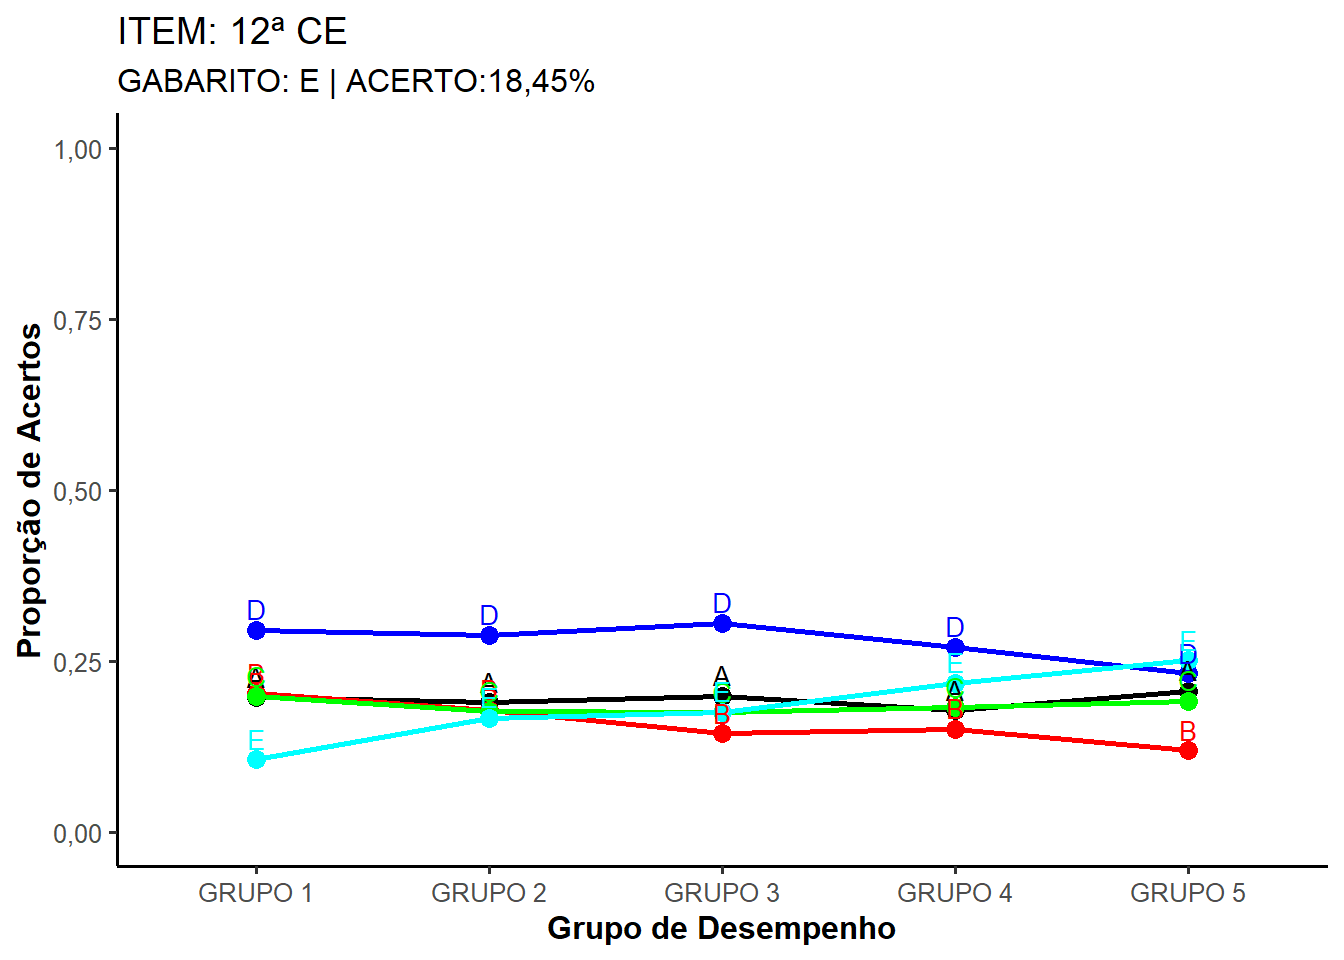 ITEM: 12ª CE
GABARITO: E | ACERTO:18,45%
Proporção de Acertos
1,00
0,75
0,50
0,25
0,00
D D D D D
A A A A A
B B B B B
E E E E E
GRUPO 1 GRUPO 2 GRUPO 3 GRUPO 4 GRUPO 5
Grupo de Desempenho